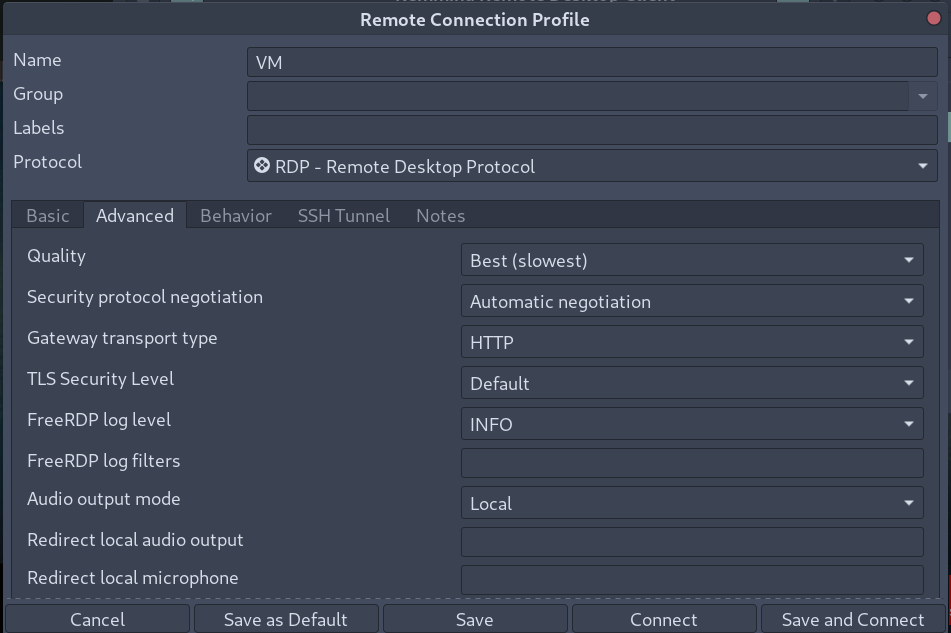 Remote Connection Profile
Name VM
Group
Labels
Protocol RDP - Remote Desktop Protocol
Basic Advanced Behavior SSH Tunnel Notes
Quality Best (slowest)
Security protocol negotiation Automatic negotiation
Gateway transport type HTTP
TLS Security Level Default
FreeRDP log level INFO
FreeRDP log filters
Audio output mode Local
Redirect local audio output
Redirect local microphone
Cancel Save as Default Save Connect Save and Connect